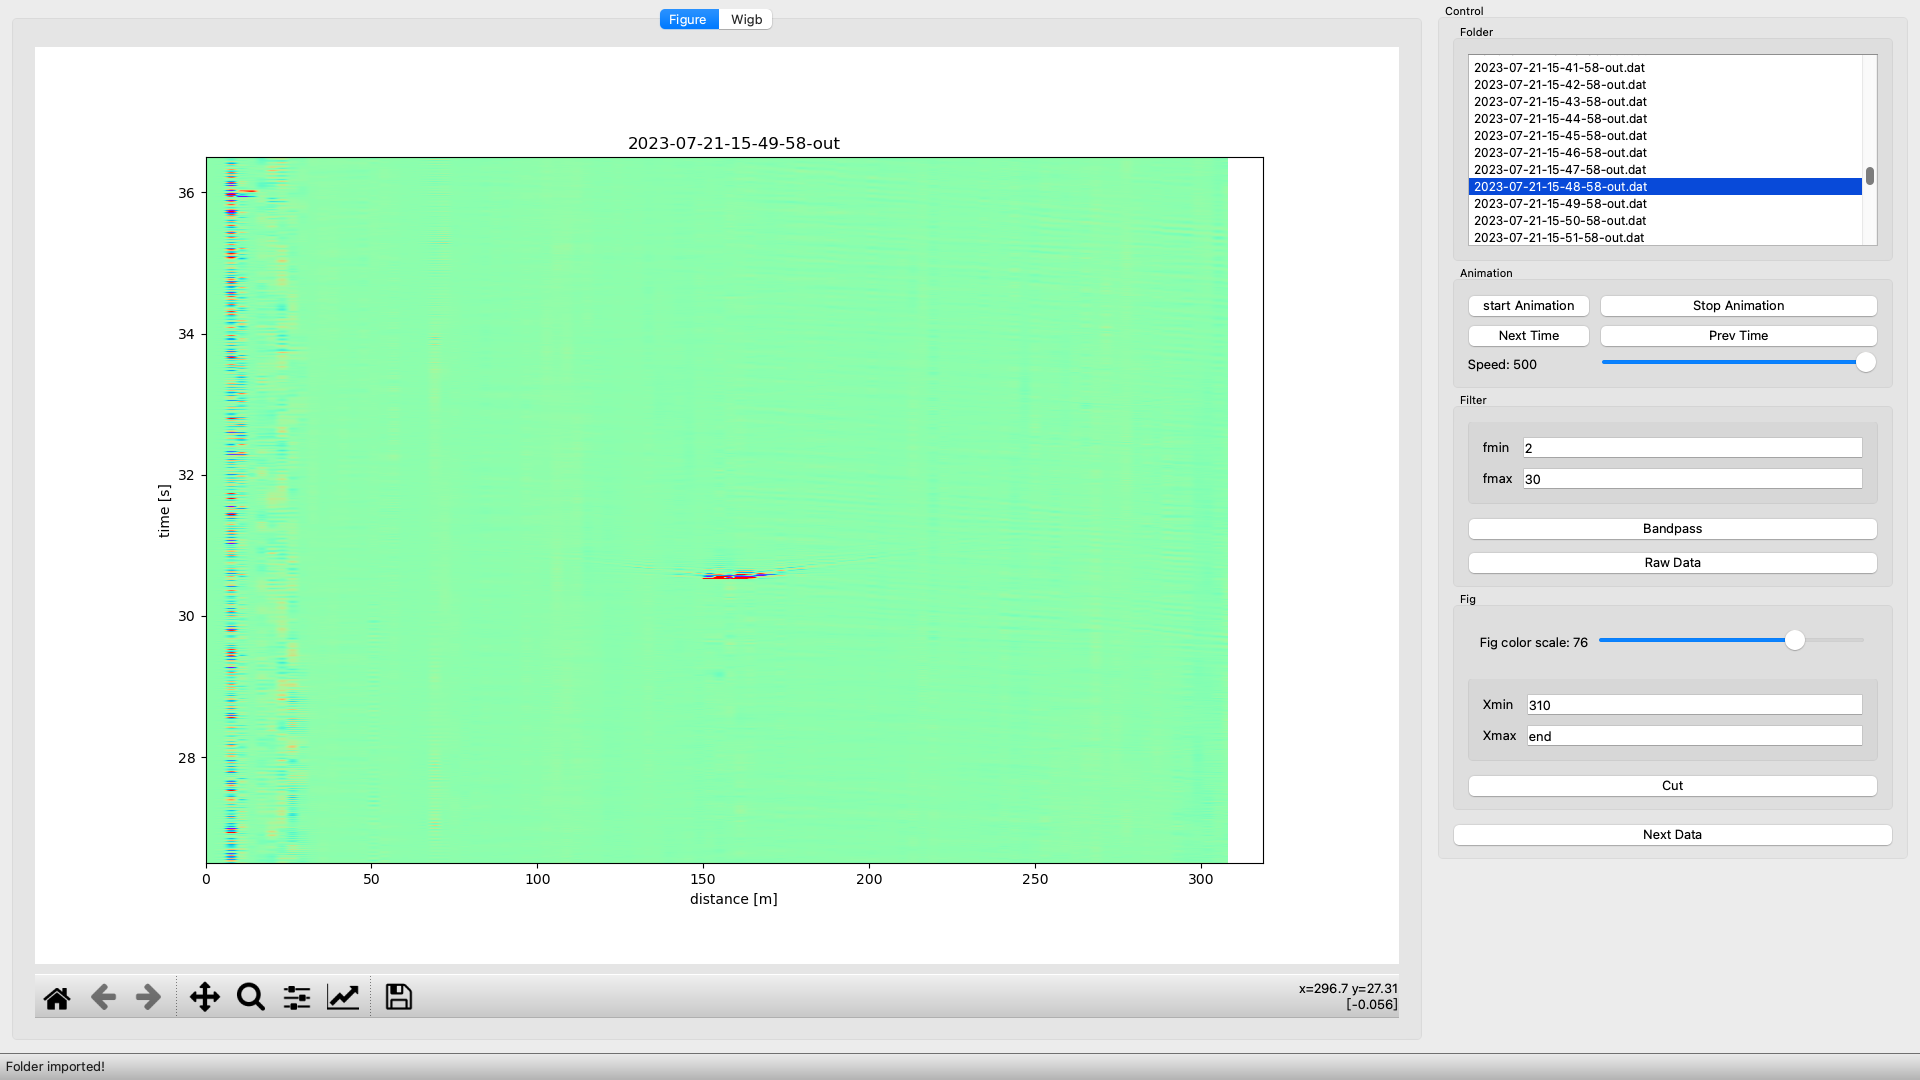 Figure
Wigb
2023-07-21-15-49-58-out
36
34
32
30
28
time [s]
0
50
100
150
200
250
300
distance [m]
x=296.7 y=27.31
[-0.056]
Folder imported!
Control
Folder
2023-07-21-15-41-58-out.dat
2023-07-21-15-42-58-out.dat
2023-07-21-15-43-58-out.dat
2023-07-21-15-44-58-out.dat
2023-07-21-15-45-58-out.dat
2023-07-21-15-46-58-out.dat
2023-07-21-15-47-58-out.dat
2023-07-21-15-48-58-out.dat
2023-07-21-15-49-58-out.dat
2023-07-21-15-50-58-out.dat
2023-07-21-15-51-58-out.dat
Animation
start Animation
Stop Animation
Next Time
Prev Time
Speed: 500
Filter
fmin 2
fmax 30
Bandpass
Raw Data
Fig
Fig color scale: 76
Xmin 310
Xmax end
Cut
Next Data